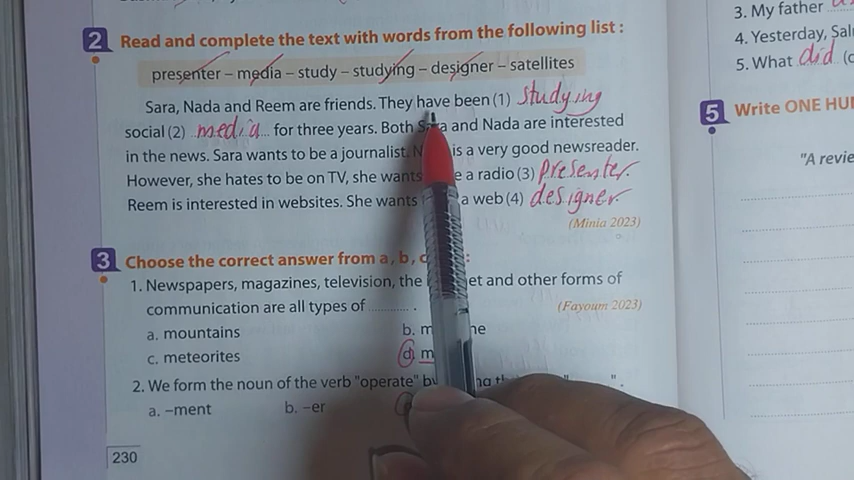 2 Read and complete the text with words from the following list :
presenter – media – study – studying – designer – satellites
Sara, Nada and Reem are friends. They have been (1) studying
social (2) media... for three years. Both Sara and Nada are interested
in the news. Sara wants to be a journalist. is a very good newsreader.
However, she hates to be on TV, she wants a radio (3) presenter.
Reem is interested in websites. She wants a web (4) designer.
(Minia 2023)
3 Choose the correct answer from a, b, c :
1. Newspapers, magazines, television, the and other forms of
communication are all types of ............ .
(Fayoum 2023)
a. mountains
c. meteorites
d
2. We form the noun of the verb "operate" ".
a. –ment b. –er
230
3. My father
4. Yesterday,
5. What did
5 Write ONE
"A